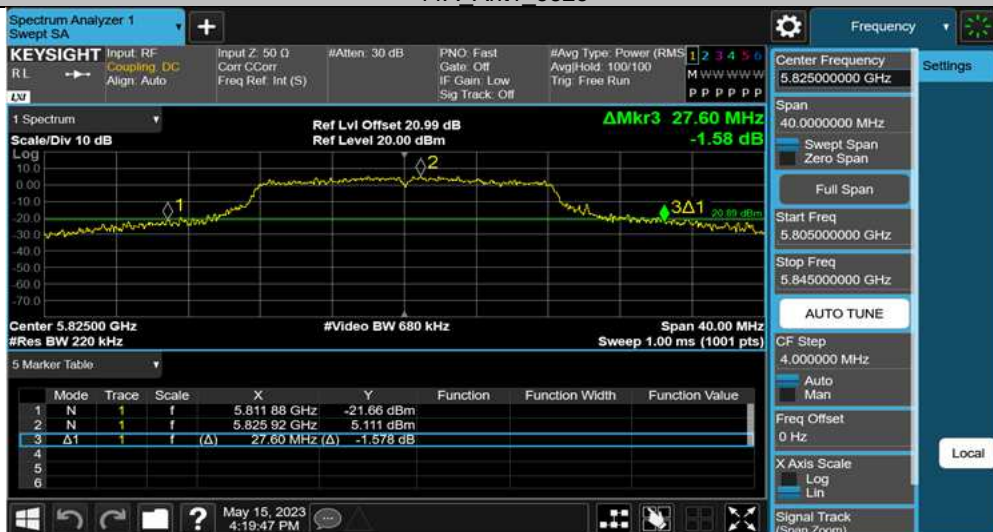 Spectrum Analyzer 1
Swept SA
+
Frequency
KEYSIGHT
RL
LXI
Input: RF
Coupling: DC
Align: Auto
Input Z: 50 Ω
Corr CCorr
Freq Ref: Int (S)
#Atten: 30 dB
PNO: Fast
Gate: Off
IF Gain: Low
Sig Track: Off
#Avg Type: Power (RMS
Avg|Hold: 100/100
Trig: Free Run
1 2 3 4 5 6
M W W W W W
P P P P P P
1 Spectrum
Scale/Div 10 dB
Ref Lvl Offset 20.99 dB
Ref Level 20.00 dBm
ΔMkr3 27.60 MHz
-1.58 dB
Log
10.0
0.00
-10.0
-20.0
-30.0
-40.0
-50.0
-60.0
-70.0
1
2
3Δ1
Center 5.82500 GHz
#Res BW 220 kHz
#Video BW 680 kHz
Span 40.00 MHz
Sweep 1.00 ms (1001 pts)
5 Marker Table
Mode Trace Scale X Y Function Function Width Function Value
1 N 1 f 5.811 88 GHz -21.66 dBm
2 N 1 f 5.825 92 GHz 5.111 dBm
3 Δ1 1 f (Δ) 27.60 MHz (Δ) -1.578 dB
4
5
6
May 15, 2023
4:19:47 PM
Center Frequency
5.825000000 GHz
Span
40.0000000 MHz
Swept Span
Zero Span
Full Span
Start Freq
5.805000000 GHz
Stop Freq
5.845000000 GHz
AUTO TUNE
CF Step
4.000000 MHz
Auto
Man
Freq Offset
0 Hz
X Axis Scale
Log
Lin
Signal Track
(Span Zoom)
Settings
Local